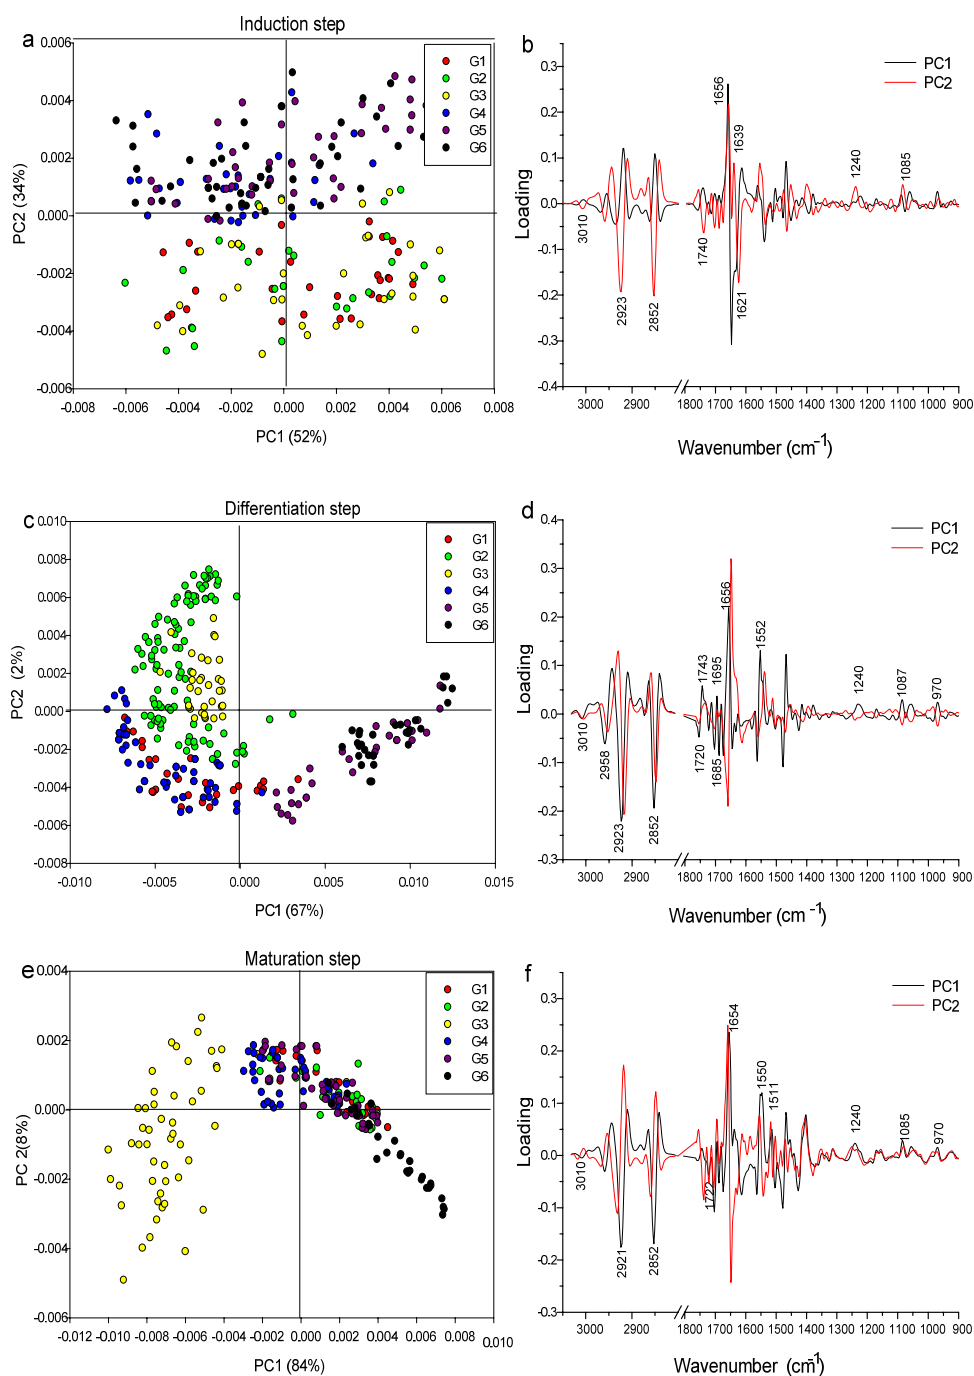 a
Induction step
0.006
0.004
0.002
0.000
-0.002
-0.004
-0.006
PC2 (34%)
G1
G2
G3
G4
G5
G6
-0.008 -0.006 -0.004 -0.002 0.000 0.002 0.004 0.006 0.008
PC1 (52%)
b
0.3
0.2
0.1
0.0
-0.1
-0.2
-0.3
-0.4
Loading
PC1
PC2
1656
1639
1240
1085
3010
1740
2923
2852
1621
3000 2900 1800 1700 1600 1500 1400 1300 1200 1100 1000 900
Wavenumber (cm-1)
c
Differentiation step
0.010
0.008
0.006
0.004
0.002
0.000
-0.002
-0.004
-0.006
-0.008
PC2 (2%)
G1
G2
G3
G4
G5
G6
-0.010 -0.005 0.000 0.005 0.010 0.015
PC1 (67%)
d
0.4
0.3
0.2
0.1
0.0
-0.1
-0.2
-0.3
Loading
PC1
PC2
1656
1743
1695
1552
1240
1087
970
3010
2958
1720
1685
2923
2852
3000 2900 1800 1700 1600 1500 1400 1300 1200 1100 1000 900
Wavenumber (cm -1)
e
Maturation step
0.004
0.002
0.000
-0.002
-0.004
-0.006
PC 2(8%)
G1
G2
G3
G4
G5
G6
-0.012 -0.010 -0.008 -0.006 -0.004 -0.002 0.000 0.002 0.004 0.006 0.008 0.010
PC1 (84%)
f
0.3
0.2
0.1
0.0
-0.1
-0.2
-0.3
Loading
PC1
PC2
1654
1550
1511
1240
1085
970
3010
1722
2921
2852
3000 2900 1800 1700 1600 1500 1400 1300 1200 1100 1000 900
Wavenumber (cm-1)